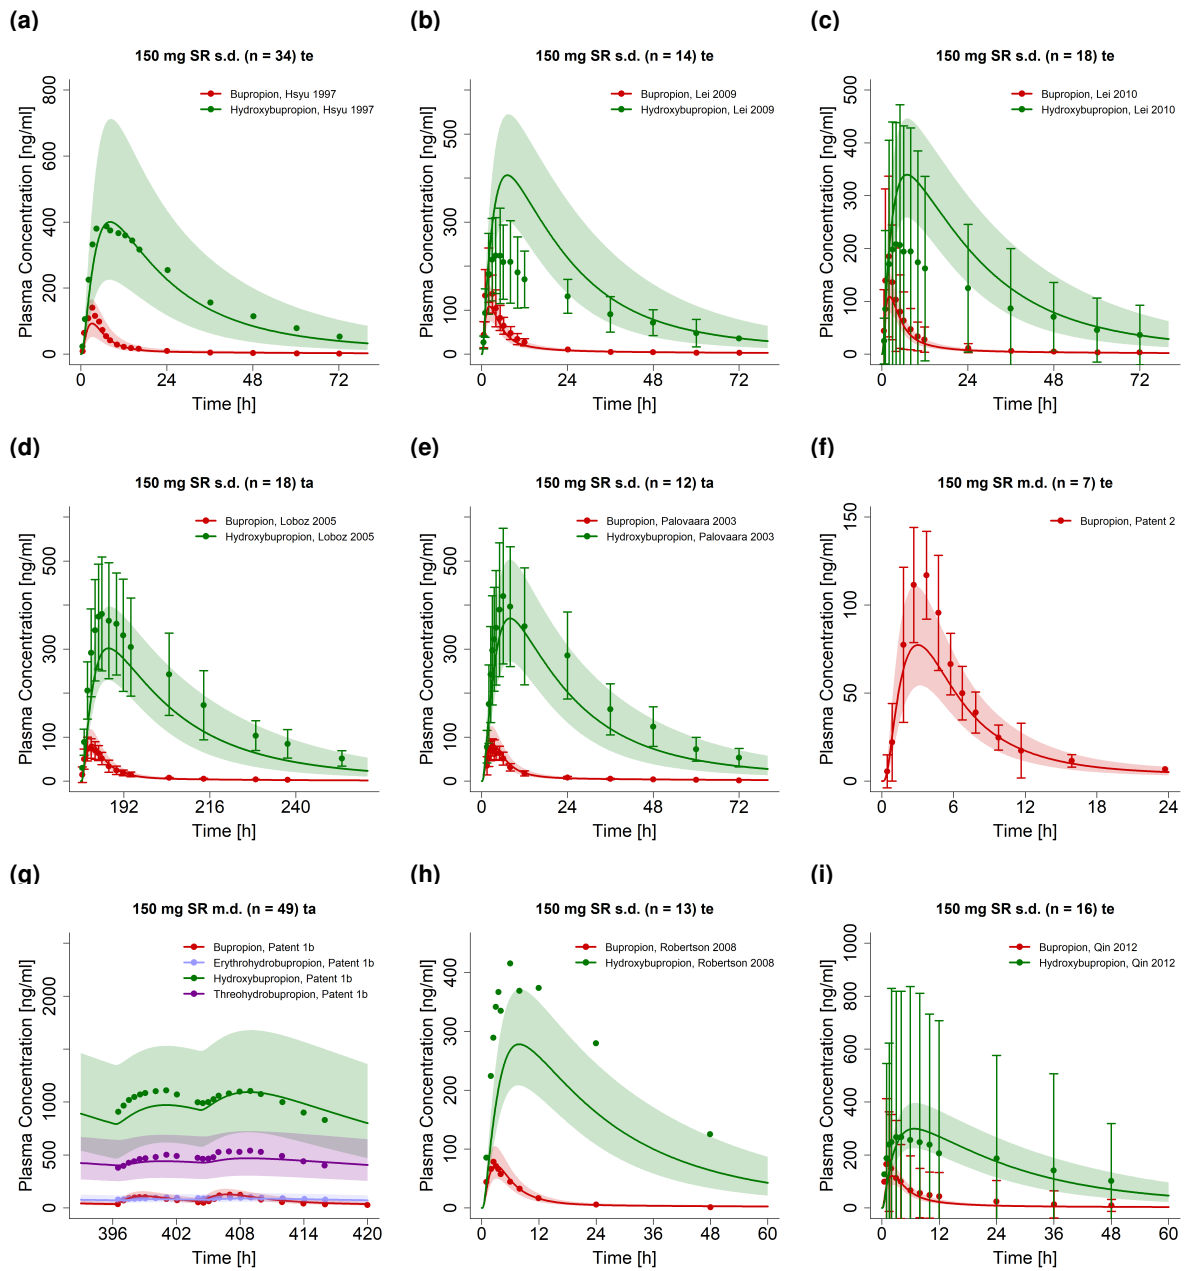 (a)
150 mg SR s.d. (n = 34) te
Bupropion, Hsyu 1997
Hydroxybupropion, Hsyu 1997
Plasma Concentration [ng/ml]
800
600
400
200
0
0 24 48 72
Time [h]
(b)
150 mg SR s.d. (n = 14) te
Bupropion, Lei 2009
Hydroxybupropion, Lei 2009
Plasma Concentration [ng/ml]
500
300
100
0
0 24 48 72
Time [h]
(c)
150 mg SR s.d. (n = 18) te
Bupropion, Lei 2010
Hydroxybupropion, Lei 2010
Plasma Concentration [ng/ml]
500
400
300
200
100
0
0 24 48 72
Time [h]
(d)
150 mg SR s.d. (n = 18) ta
Bupropion, Loboz 2005
Hydroxybupropion, Loboz 2005
Plasma Concentration [ng/ml]
500
300
100
0
192 216 240
Time [h]
(e)
150 mg SR s.d. (n = 12) ta
Bupropion, Palovaara 2003
Hydroxybupropion, Palovaara 2003
Plasma Concentration [ng/ml]
500
300
100
0
0 24 48 72
Time [h]
(f)
150 mg SR m.d. (n = 7) te
Bupropion, Patent 2
Plasma Concentration [ng/ml]
150
100
50
0
0 6 12 18 24
Time [h]
(g)
150 mg SR m.d. (n = 49) ta
Bupropion, Patent 1b
Erythrohydrobupropion, Patent 1b
Hydroxybupropion, Patent 1b
Threohydrobupropion, Patent 1b
Plasma Concentration [ng/ml]
2000
1000
500
0
396 402 408 414 420
Time [h]
(h)
150 mg SR s.d. (n = 13) te
Bupropion, Robertson 2008
Hydroxybupropion, Robertson 2008
Plasma Concentration [ng/ml]
400
300
200
100
0
0 12 24 36 48 60
Time [h]
(i)
150 mg SR s.d. (n = 16) te
Bupropion, Qin 2012
Hydroxybupropion, Qin 2012
Plasma Concentration [ng/ml]
1000
800
600
400
200
0
0 12 24 36 48 60
Time [h]